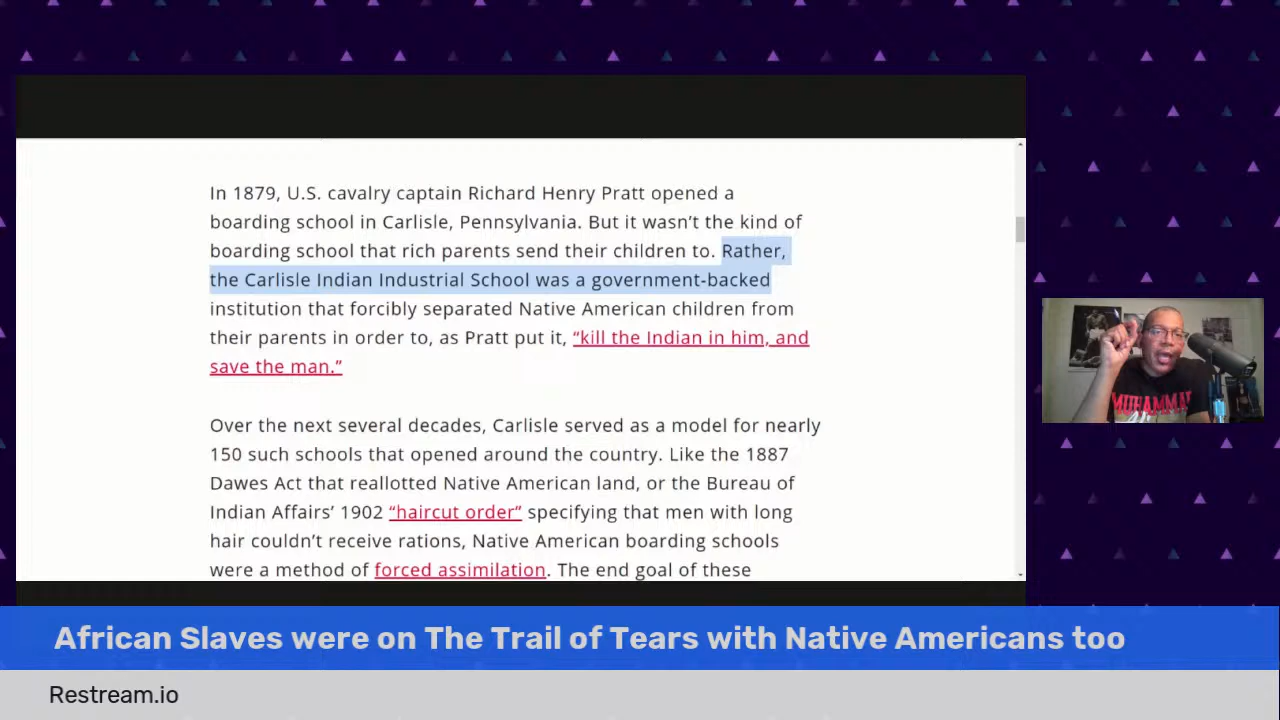 In 1879, U.S. cavalry captain Richard Henry Pratt opened a
boarding school in Carlisle, Pennsylvania. But it wasn’t the kind of
boarding school that rich parents send their children to. Rather,
the Carlisle Indian Industrial School was a government-backed
institution that forcibly separated Native American children from
their parents in order to, as Pratt put it, “kill the Indian in him, and
save the man.”
Over the next several decades, Carlisle served as a model for nearly
150 such schools that opened around the country. Like the 1887
Dawes Act that reallotted Native American land, or the Bureau of
Indian Affairs’ 1902 “haircut order” specifying that men with long
hair couldn’t receive rations, Native American boarding schools
were a method of forced assimilation. The end goal of these
MUHAMMAD
African Slaves were on The Trail of Tears with Native Americans too
Restream.io